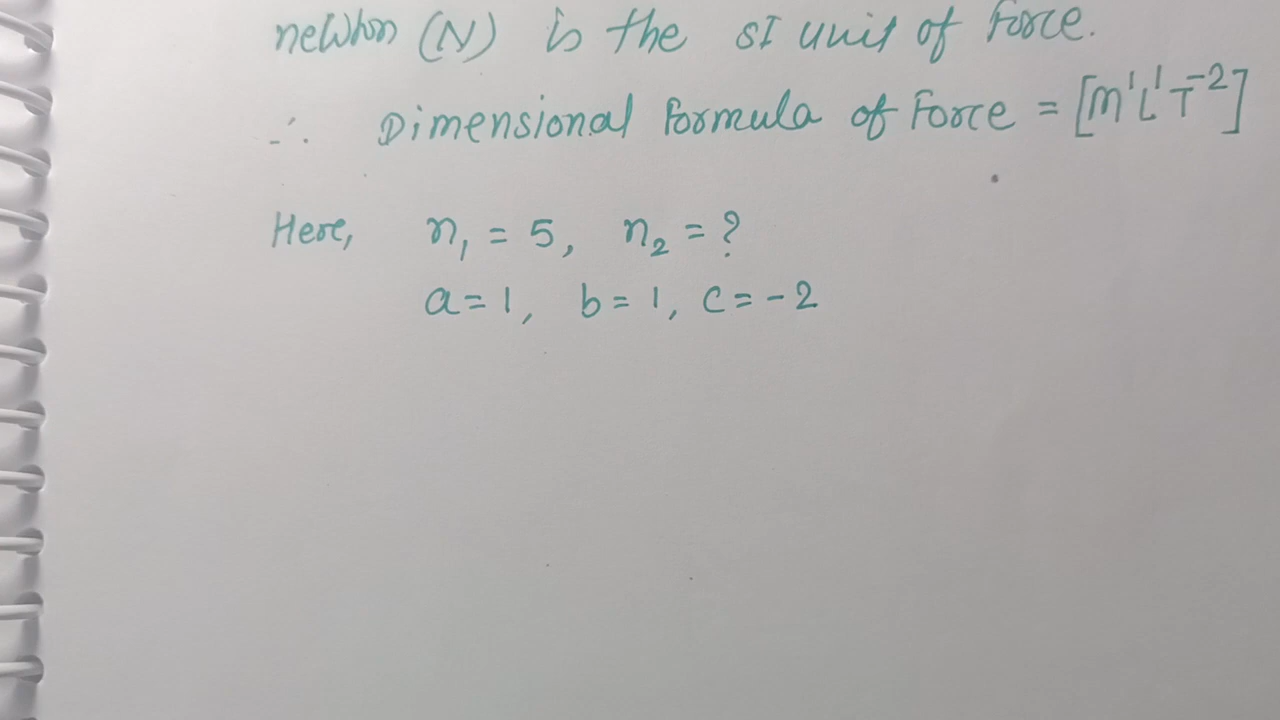 newton (N) is the SI unit of Force.
∴ Dimensional Formula of Force = [M¹L¹T⁻²]
Here, n₁ = 5, n₂ = ?
a = 1, b = 1, c = -2